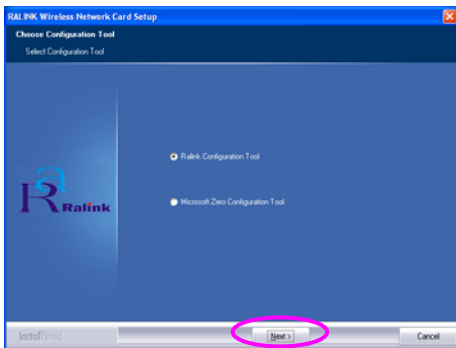 RALINK Wireless Network Card Setup
Choose Configuration Tool
Select Configuration Tool
Ralink Configuration Tool
Microsoft Zero Configuration Tool
Ralink
InstallShield
Next >
Cancel